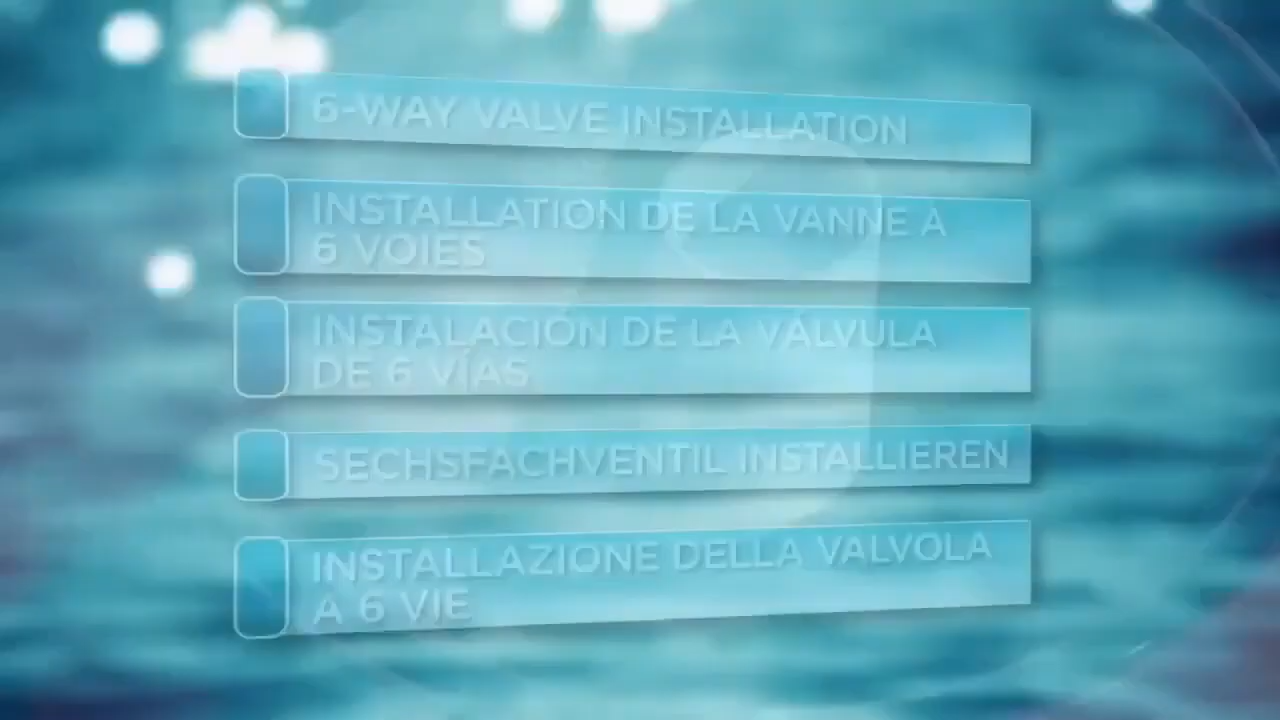 6-WAY VALVE INSTALLATION
INSTALLATION DE LA VANNE À
6 VOIES
INSTALACIÓN DE LA VÁLVULA
DE 6 VÍAS
SECHSFACHVENTIL INSTALLIEREN
INSTALLAZIONE DELLA VALVOLA
A 6 VIE